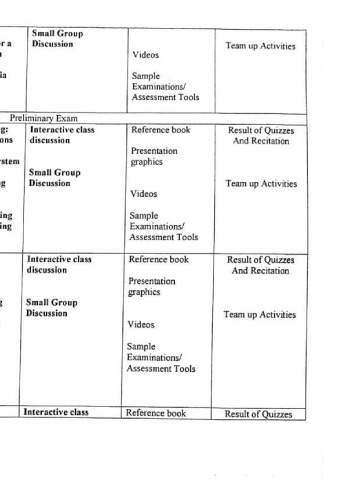 Small Group
Discussion
r a
Videos
Team up Activities
ia
Sample
Examinations/
Assessment Tools
Preliminary Exam
g:
ons
stem
g
ing
ing
Interactive class
discussion
Small Group
Discussion
Reference book
Presentation
graphics
Videos
Sample
Examinations/
Assessment Tools
Result of Quizzes
And Recitation
Team up Activities
g
Interactive class
discussion
Small Group
Discussion
Reference book
Presentation
graphics
Videos
Sample
Examinations/
Assessment Tools
Result of Quizzes
And Recitation
Team up Activities
Interactive class
Reference book
Result of Quizzes